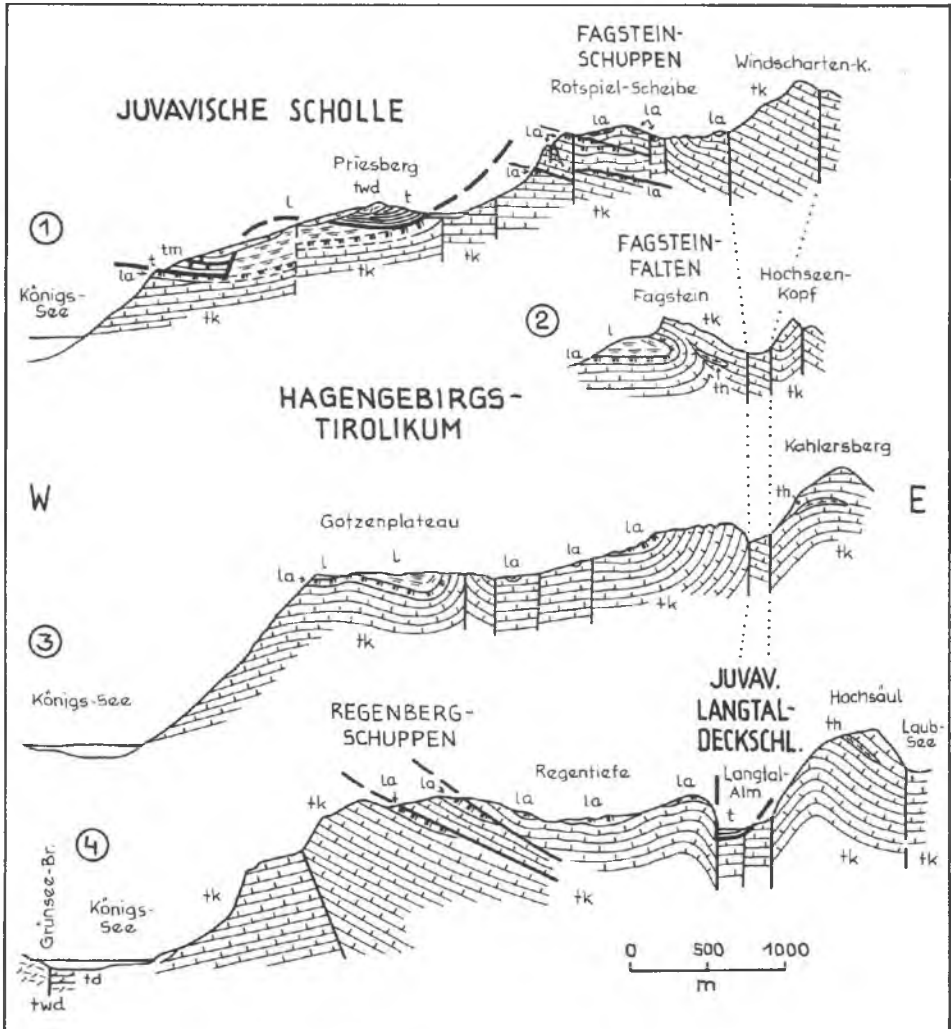 FAGSTEIN-
SCHUPPEN
Windscharten-K.
JUVAVISCHE SCHOLLE
Rotspiel-Scheibe
tk
la
la
la
la
Priesberg
twd
t
l
la
la
tk
1
tm
t
la
tk
tk
tk
Königs-
See
FAGSTEIN-
FALTEN
Hochseen-
Kopf
Fagstein
tk
2
l
la
th
tk
HAGENGEBIRGS-
TIROLIKUM
Kahlersberg
W
E
th
Gotzenplateau
la
l
l
la
la
la
tk
tk
tk
3
Königs-See
JUVAV.
LANGTAL-
DECKSCHL.
REGENBERG-
SCHUPPEN
Hochsäul
th
Laub-
See
la
la
Regentiefe
la
Langtal-
Alm
tk
la
la
t
4
Grünsee-Br.
Königs-
See
tk
tk
tk
tk
td
twd
0 500 1000
m